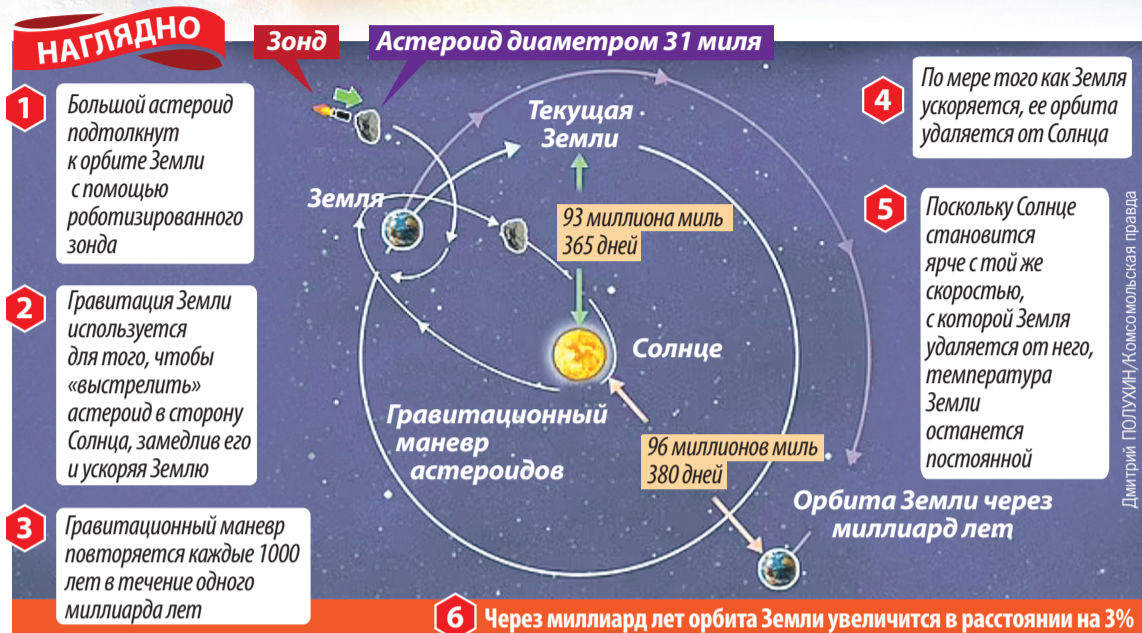 НАГЛЯДНО
Зонд
Астероид диаметром 31 миля
1
Большой астероид
подтолкнут
к орбите Земли
с помощью
роботизированного
зонда
2
Гравитация Земли
используется
для того, чтобы
«выстрелить»
астероид в сторону
Солнца, замедлив его
и ускоряя Землю
3
Гравитационный маневр
повторяется каждые 1000
лет в течение одного
миллиарда лет
Земля
Текущая
Земли
93 миллиона миль
365 дней
Солнце
Гравитационный
маневр
астероидов
96 миллионов миль
380 дней
Орбита Земли через
миллиард лет
4
По мере того как Земля
ускоряется, ее орбита
удаляется от Солнца
5
Поскольку Солнце
становится
ярче с той же
скоростью,
с которой Земля
удаляется от него,
температура
Земли
останется
постоянной
Дмитрий ПОЛУХИН/Комсомольская правда
6
Через миллиард лет орбита Земли увеличится в расстоянии на 3%